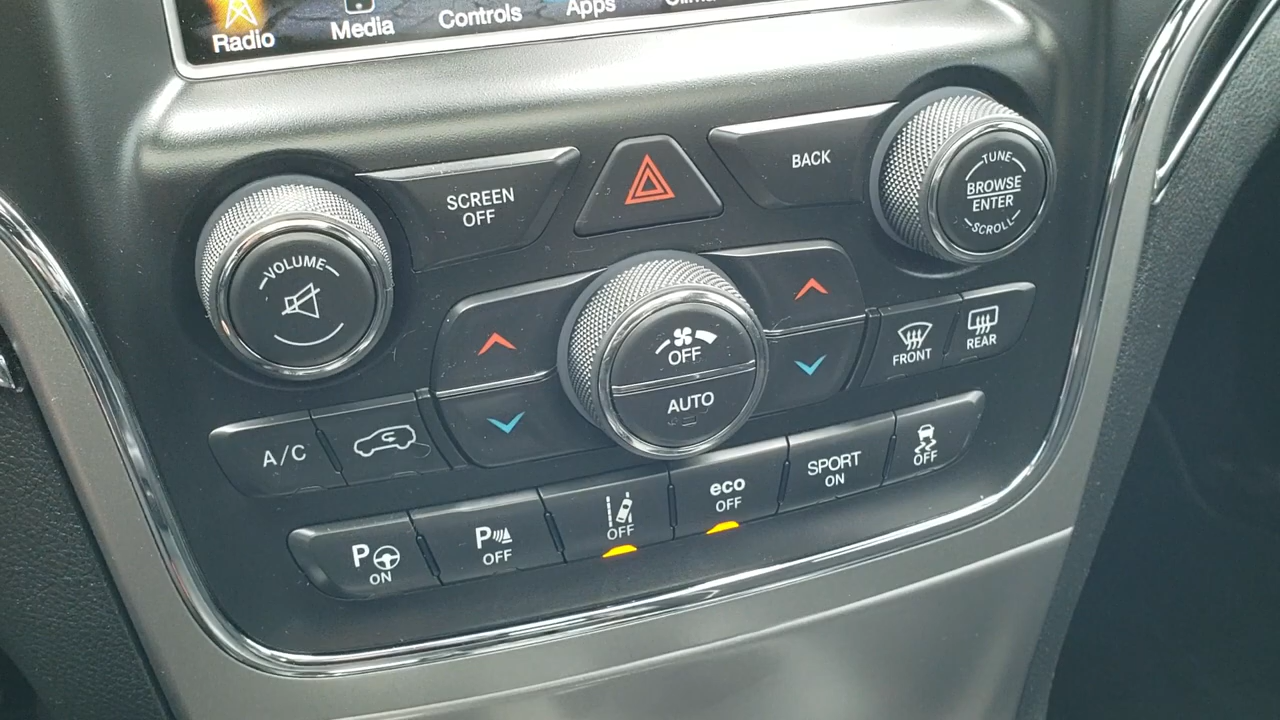 Radio
Media
Controls
Apps
SCREEN
OFF
BACK
TUNE
BROWSE
ENTER
SCROLL
VOLUME
OFF
AUTO
FRONT
REAR
A/C
P
ON
P
OFF
OFF
eco
OFF
SPORT
ON
OFF